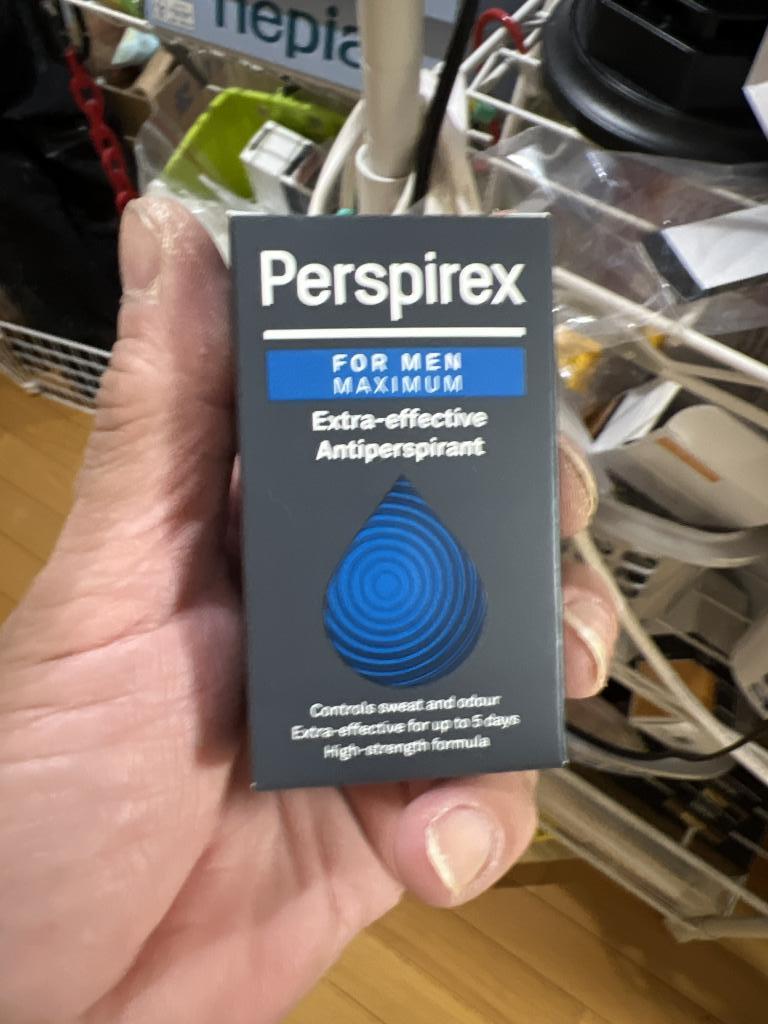 nepia
Perspirex
FOR MEN
MAXIMUM
Extra-effective
Antiperspirant
Controls sweat and odour
Extra-effective for up to 5 days
High-strength formula